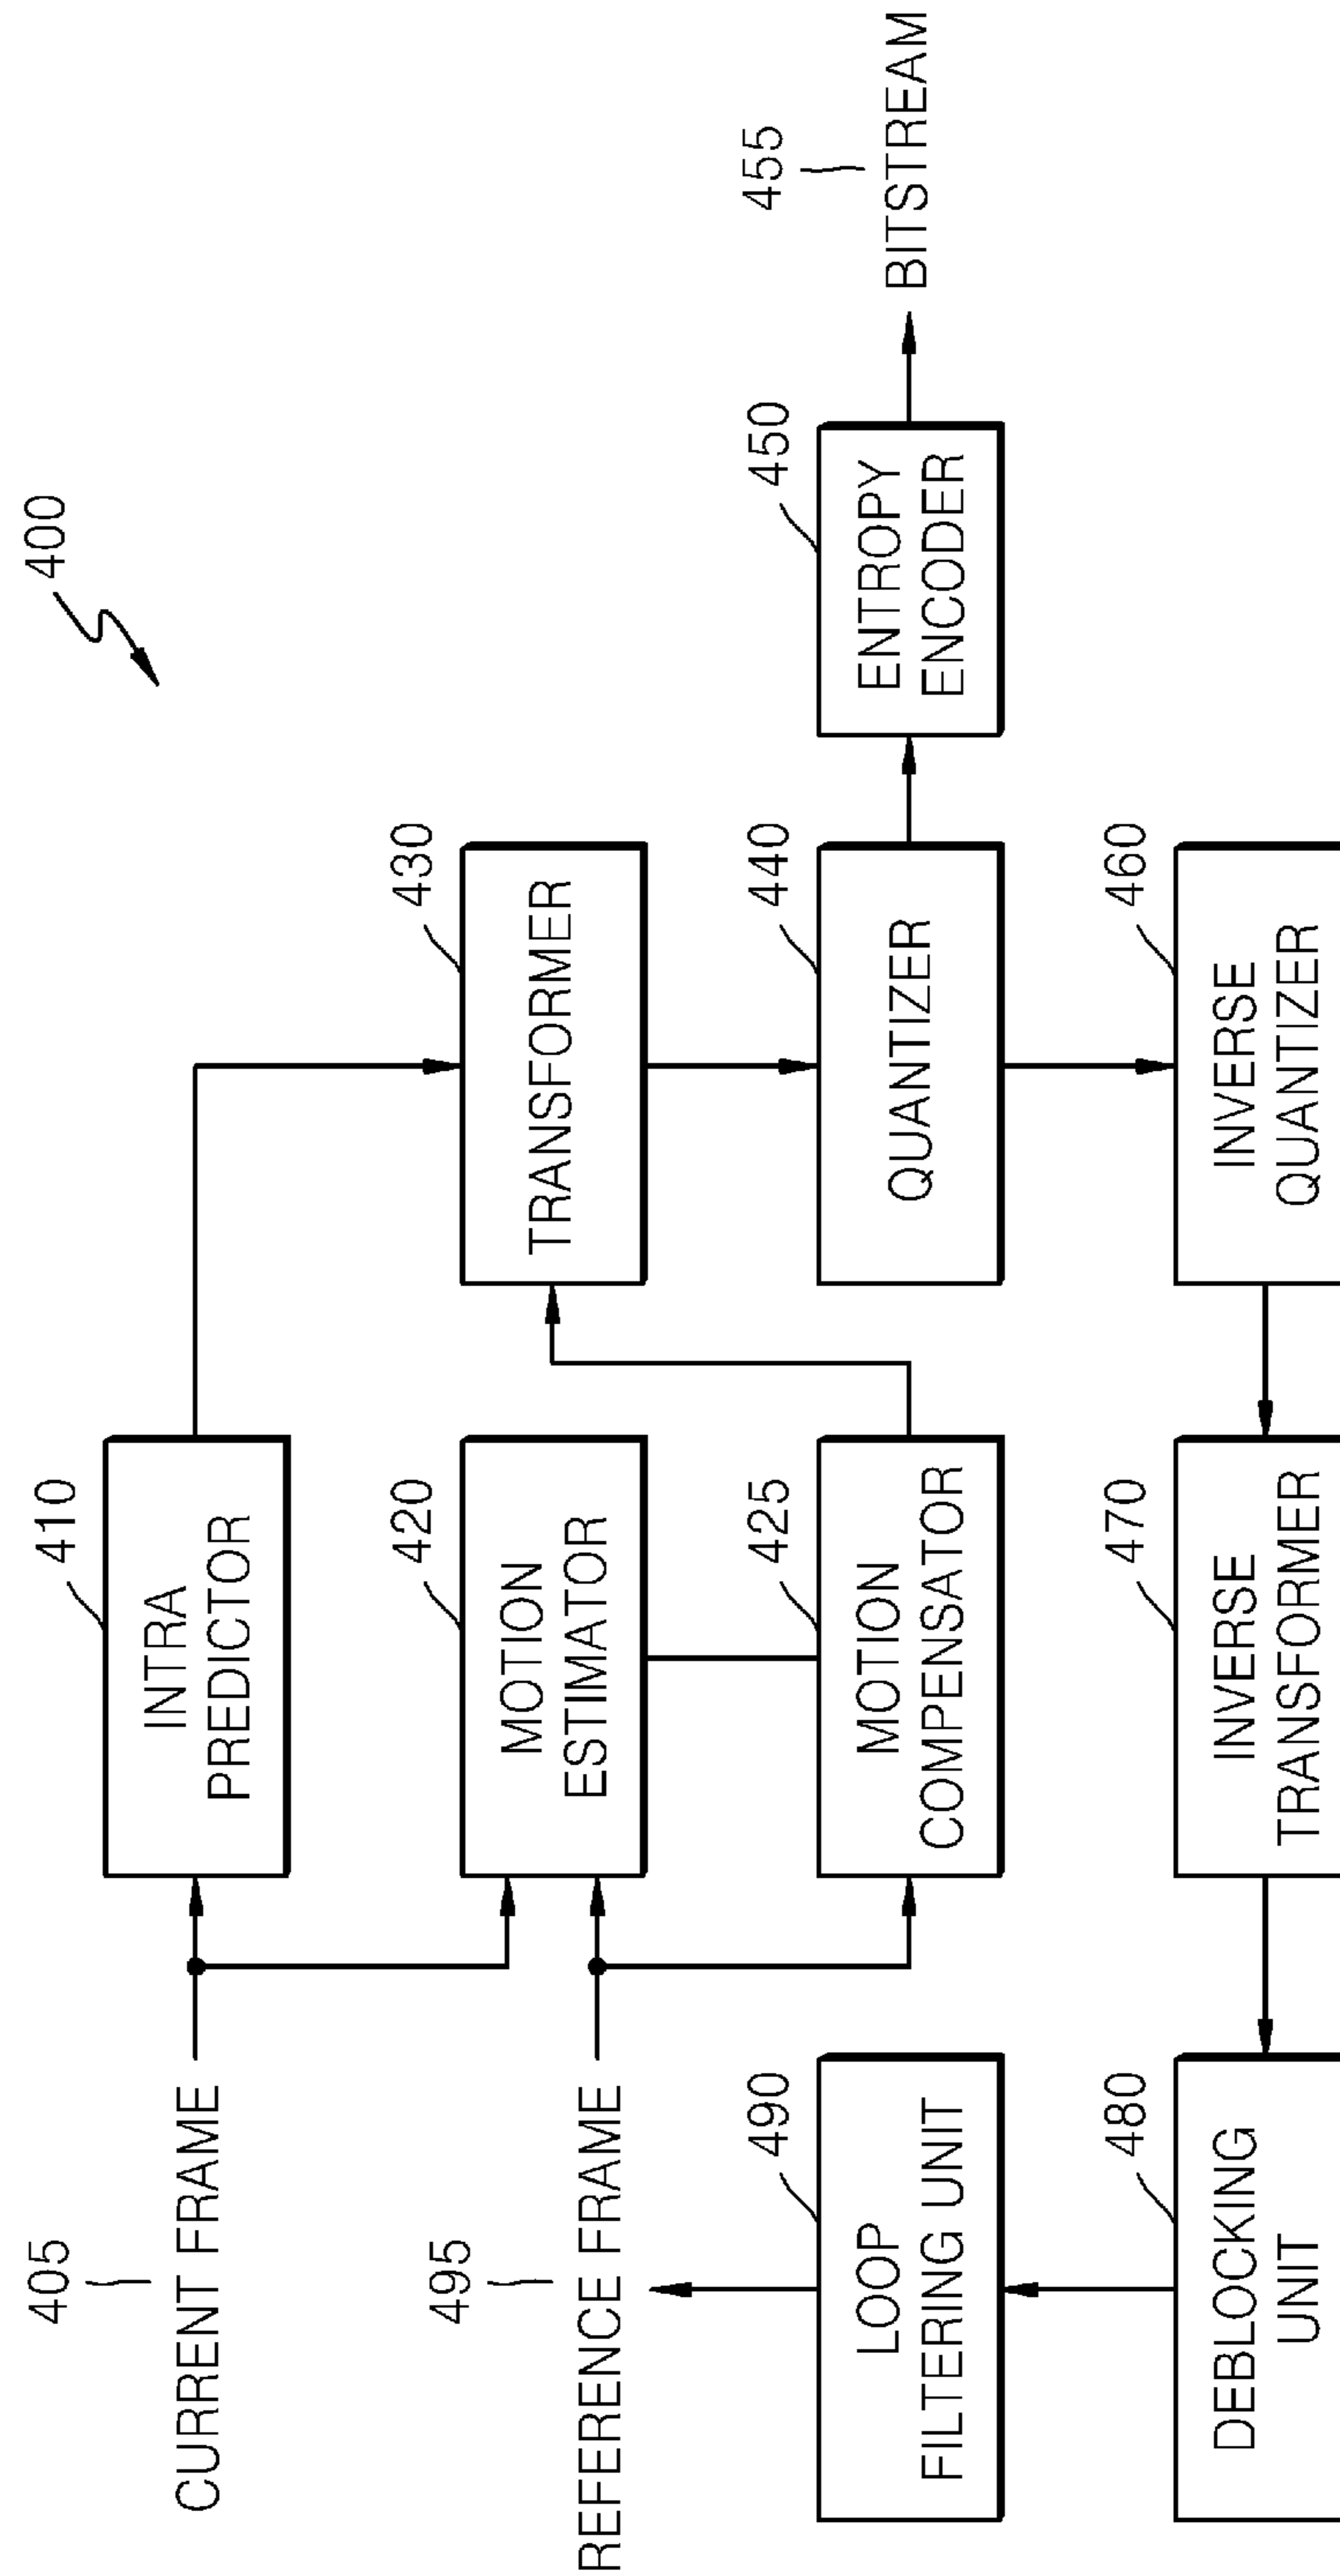 400
405
CURRENT FRAME
410
INTRA
PREDICTOR
495
REFERENCE FRAME
420
MOTION
ESTIMATOR
430
TRANSFORMER
490
LOOP
FILTERING UNIT
425
MOTION
COMPENSATOR
440
QUANTIZER
450
ENTROPY
ENCODER
455
BITSTREAM
480
DEBLOCKING
UNIT
470
INVERSE
TRANSFORMER
460
INVERSE
QUANTIZER